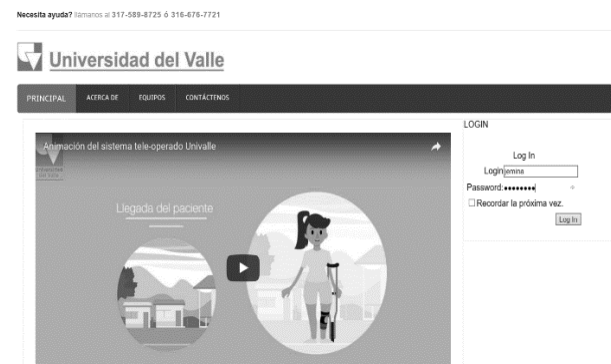 Necesita ayuda? llámanos al 317-589-8725 ó 316-676-7721
Universidad del Valle
PRINCIPAL ACERCA DE EQUIPOS CONTÁCTENOS
Animación del sistema tele-operado Univalle
Llegada del paciente
LOGIN
Log In
Login jemina
Password: ••••••••
Recordar la próxima vez.
Log In